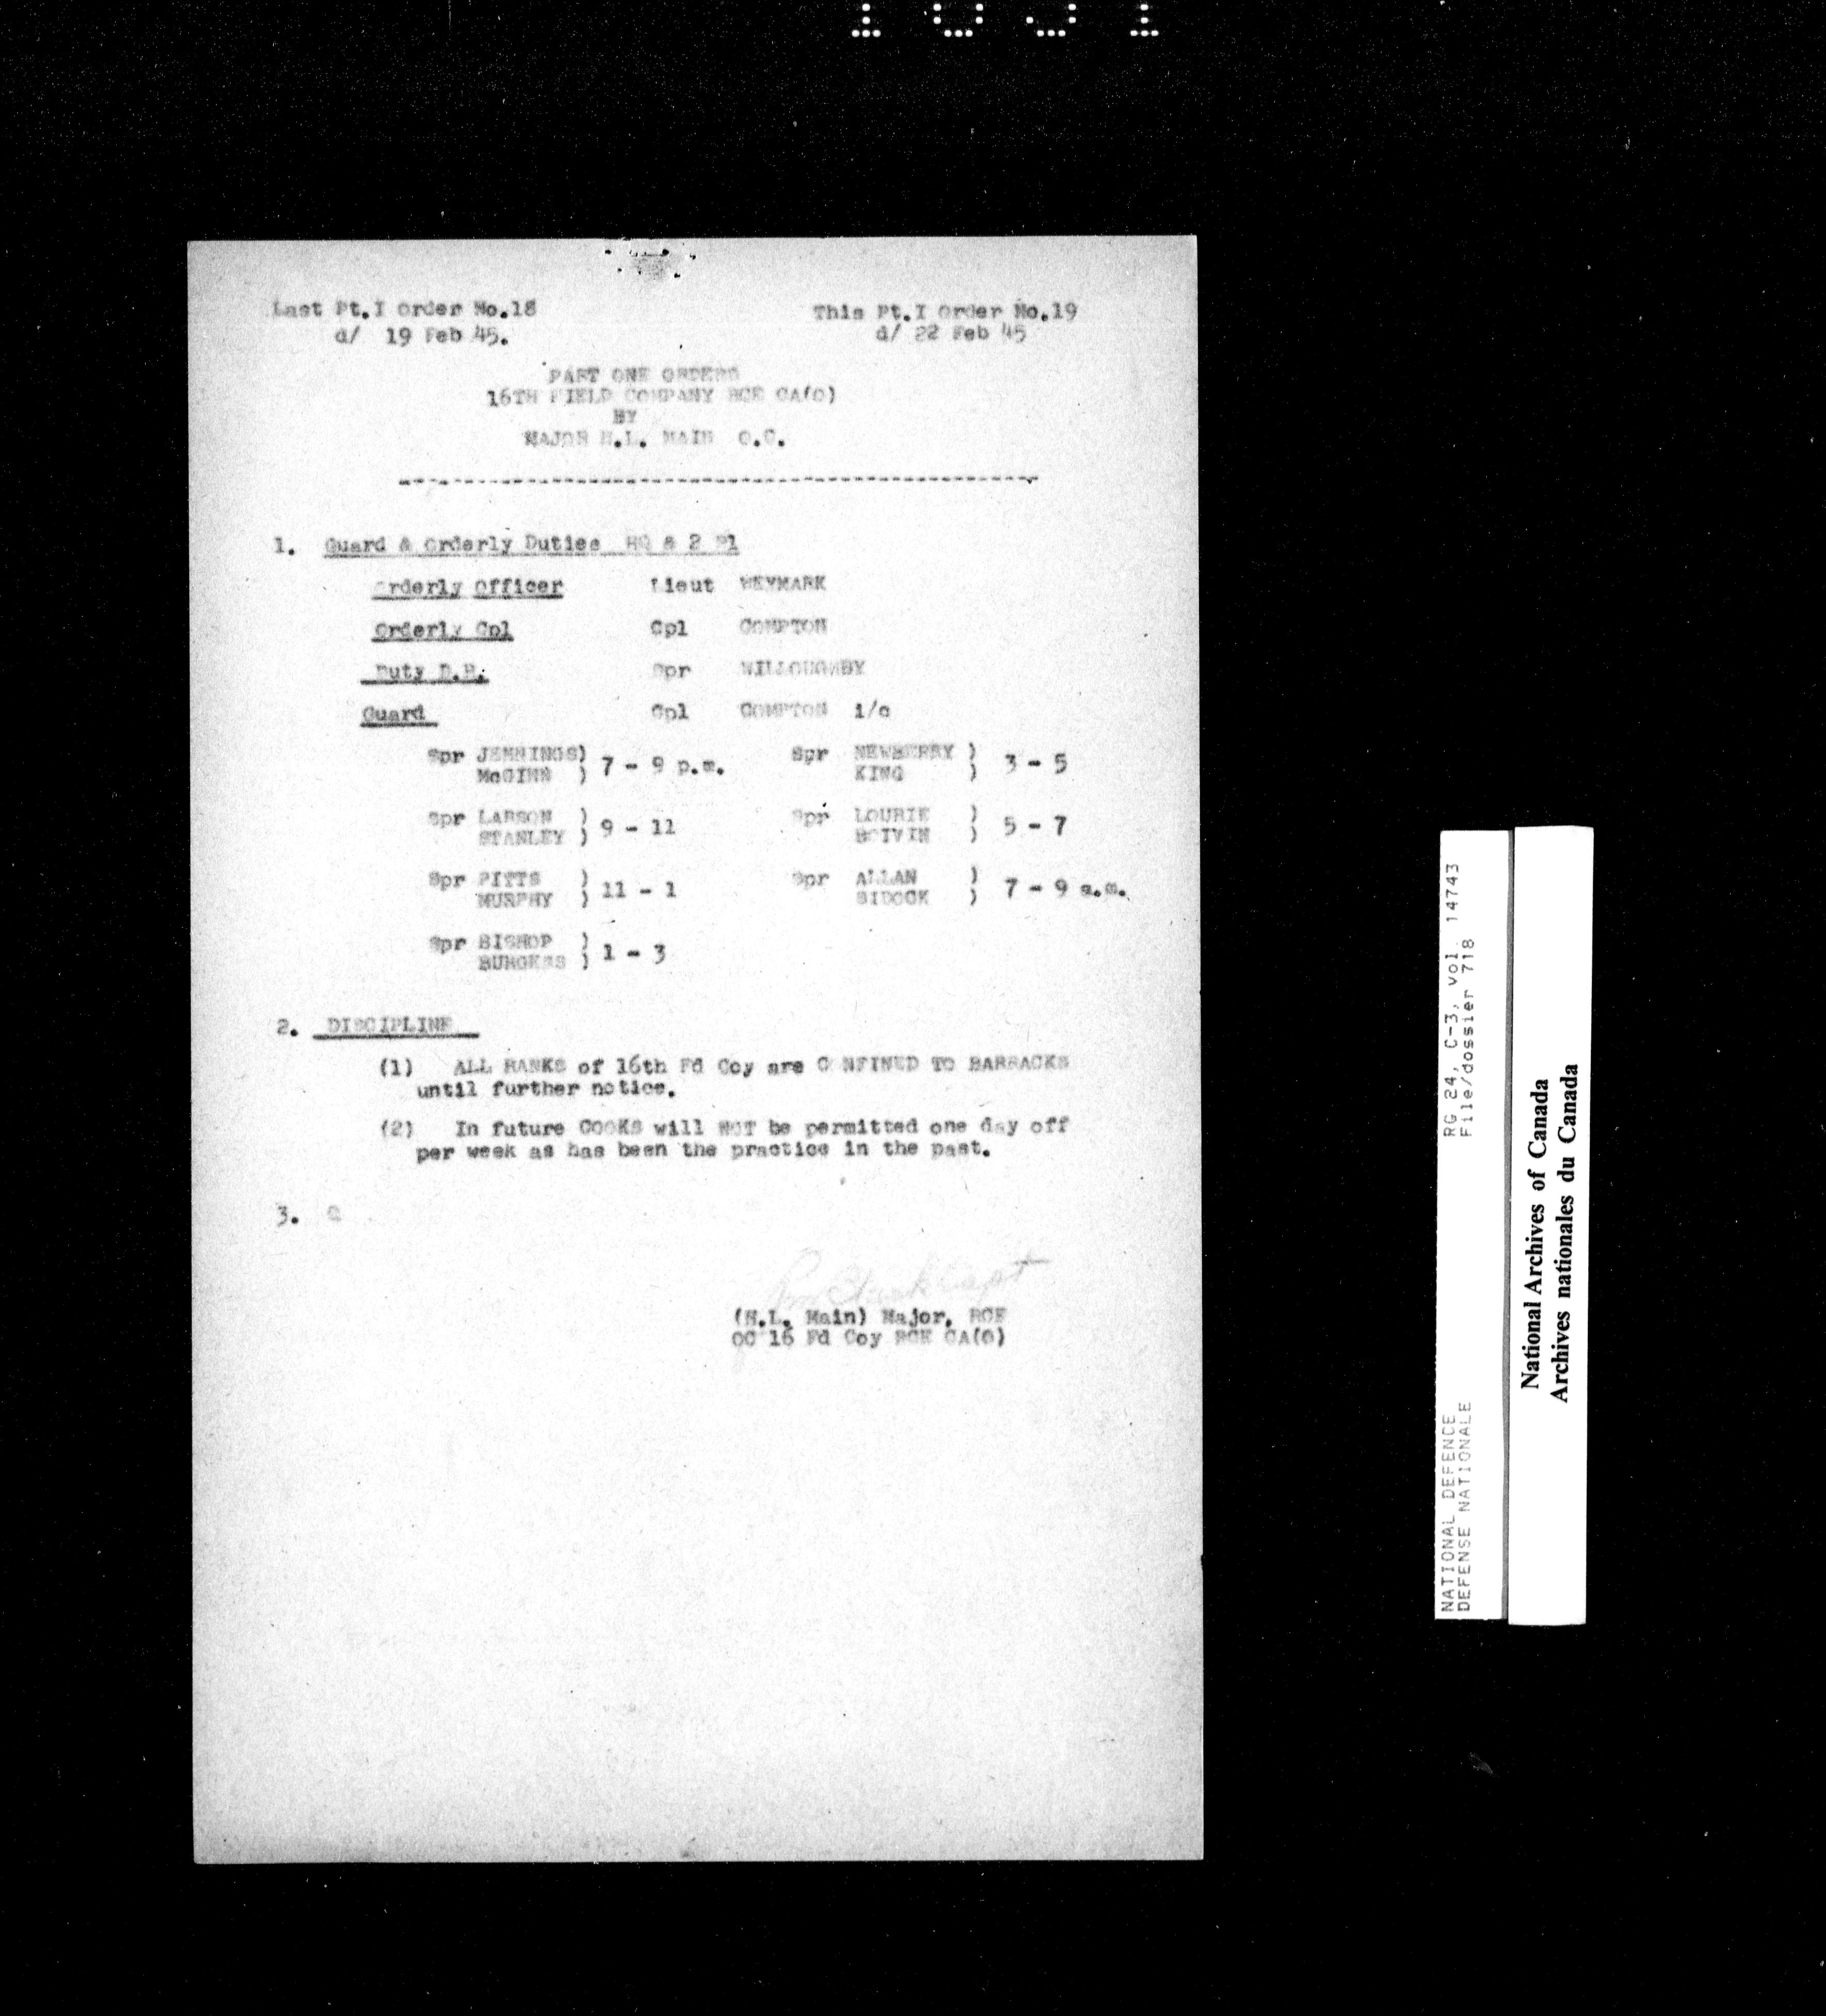 Last Pt.I Order No.18
d/ 19 Feb 45.
This Pt.I Order No.19
d/ 22 Feb 45
PART ONE ORDERS
16TH FIELD COMPANY RCE CA(O)
BY
MAJOR H.L. MAIN O.C.
1. Guard & Orderly Duties HQ & 2 Pl
Orderly Officer Lieut WEYMARK
Orderly Cpl Cpl COMPTON
Duty D.R. Spr WILLOUGHBY
Guard Cpl COMPTON i/c
Spr JENNINGS) 7 - 9 p.m. Spr NEWBERRY ) 3 - 5
McGINN ) KING )
Spr LARSON ) 9 - 11 Spr LOURIE ) 5 - 7
STANLEY ) BOIVIN )
Spr PITTS ) 11 - 1 Spr ALLAN ) 7 - 9 a.m.
MURPHY ) SIDOCK )
Spr BISHOP ) 1 - 3
BURGESS )
2. DISCIPLINE
(1) ALL RANKS of 16th Fd Coy are CONFINED TO BARRACKS
until further notice.
(2) In future COOKS will NOT be permitted one day off
per week as has been the practice in the past.
3.
Capt
(H.L. Main) Major, RCE
OC 16 Fd Coy RCE CA(O)
NATIONAL DEFENCE RG 24, C-3, vol. 14743
DEFENSE NATIONALE File/dossier 718
National Archives of Canada
Archives nationales du Canada